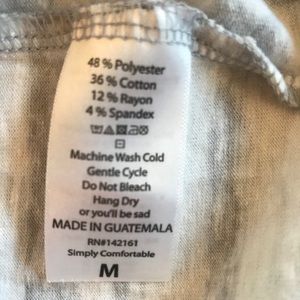 48 % Polyester
36 % Cotton
12 % Rayon
4 % Spandex
Machine Wash Cold
Gentle Cycle
Do Not Bleach
Hang Dry
or you'll be sad
MADE IN GUATEMALA
RN#142161
Simply Comfortable
M